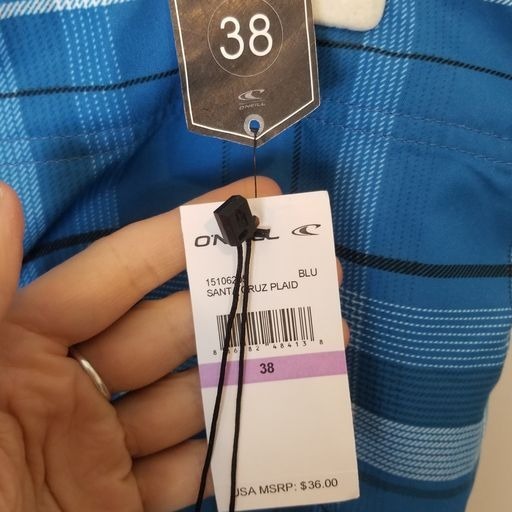 38
O'NEILL
O'NEILL
BLU
SANTA CRUZ PLAID
38
USA MSRP: $36.00